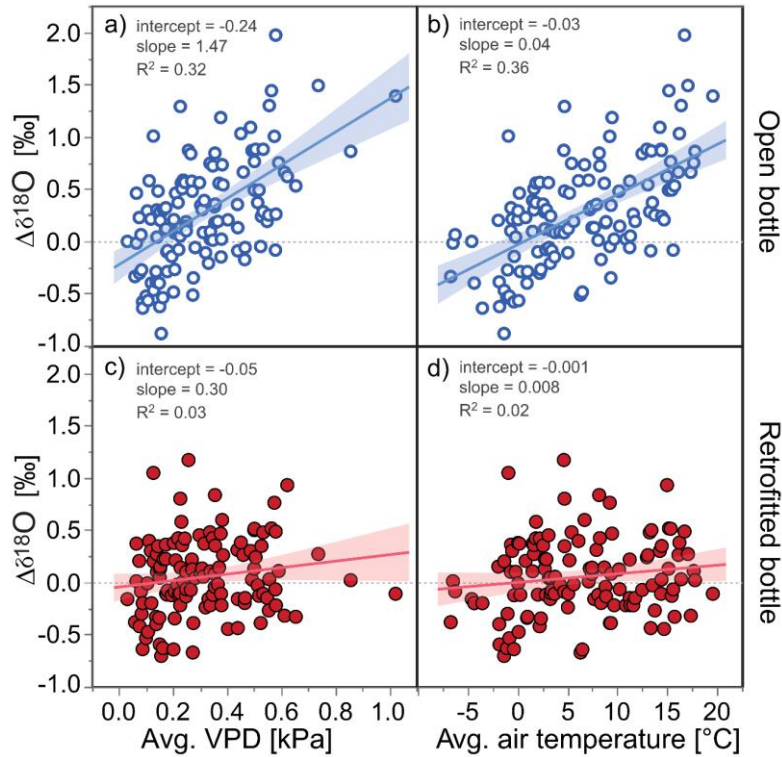 a)
intercept = -0.24
slope = 1.47
R² = 0.32
b)
intercept = -0.03
slope = 0.04
R² = 0.36
2.0
1.5
1.0
0.5
0.0
-0.5
-1.0
Δδ18O [‰]
Open bottle
c)
intercept = -0.05
slope = 0.30
R² = 0.03
d)
intercept = -0.001
slope = 0.008
R² = 0.02
2.0
1.5
1.0
0.5
0.0
-0.5
-1.0
Δδ18O [‰]
Retrofitted bottle
0.0 0.2 0.4 0.6 0.8 1.0
-5 0 5 10 15 20
Avg. VPD [kPa]
Avg. air temperature [°C]